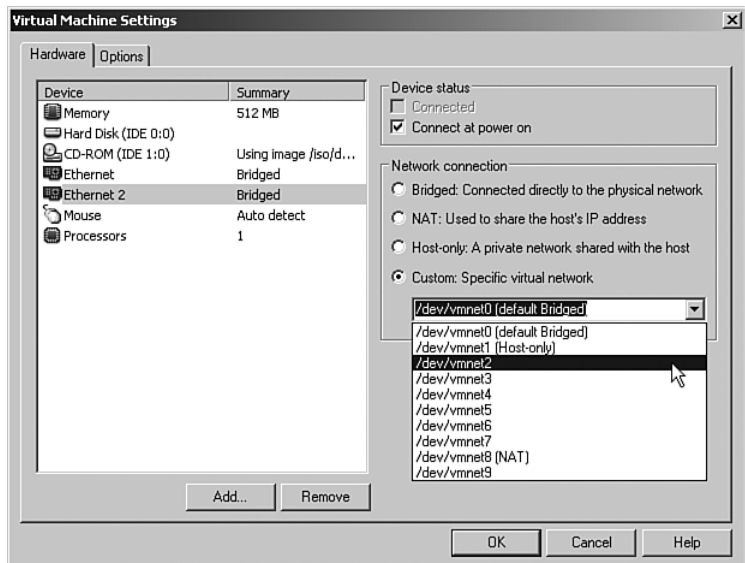 Virtual Machine Settings
Hardware Options
Device Summary
Memory 512 MB
Hard Disk (IDE 0:0)
CD-ROM (IDE 1:0) Using image /iso/d...
Ethernet Bridged
Ethernet 2 Bridged
Mouse Auto detect
Processors 1
Add... Remove
Device status
Connected
Connect at power on
Network connection
Bridged: Connected directly to the physical network
NAT: Used to share the host's IP address
Host-only: A private network shared with the host
Custom: Specific virtual network
/dev/vmnet0 (default Bridged)
/dev/vmnet0 (default Bridged)
/dev/vmnet1 (Host-only)
/dev/vmnet2
/dev/vmnet3
/dev/vmnet4
/dev/vmnet5
/dev/vmnet6
/dev/vmnet7
/dev/vmnet8 (NAT)
/dev/vmnet9
OK Cancel Help